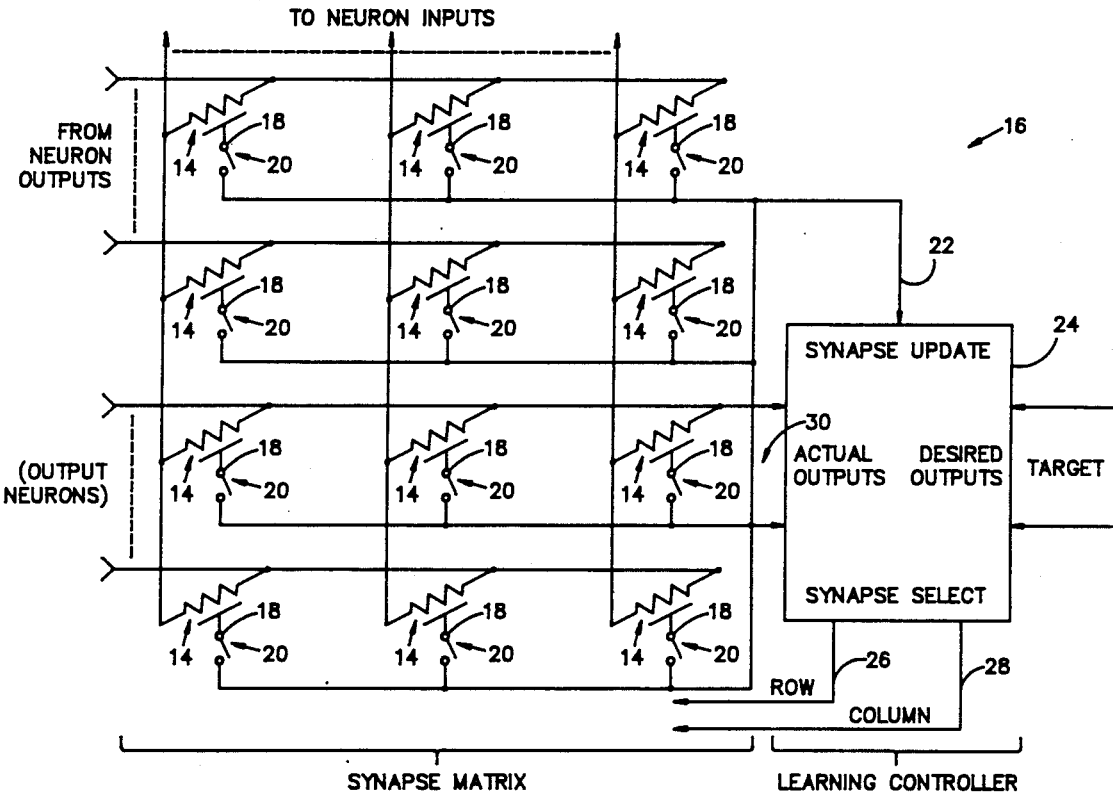 TO NEURON INPUTS
FROM
NEURON
OUTPUTS
14 18 20 14 18 20 14 18 20
16
22
14 18 20 14 18 20 14 18 20
SYNAPSE UPDATE
24
(OUTPUT
NEURONS)
14 18 20 14 18 20 14 18 20
30
ACTUAL
OUTPUTS
DESIRED
OUTPUTS
TARGET
14 18 20 14 18 20 14 18 20
SYNAPSE SELECT
26
28
ROW
COLUMN
SYNAPSE MATRIX
LEARNING CONTROLLER